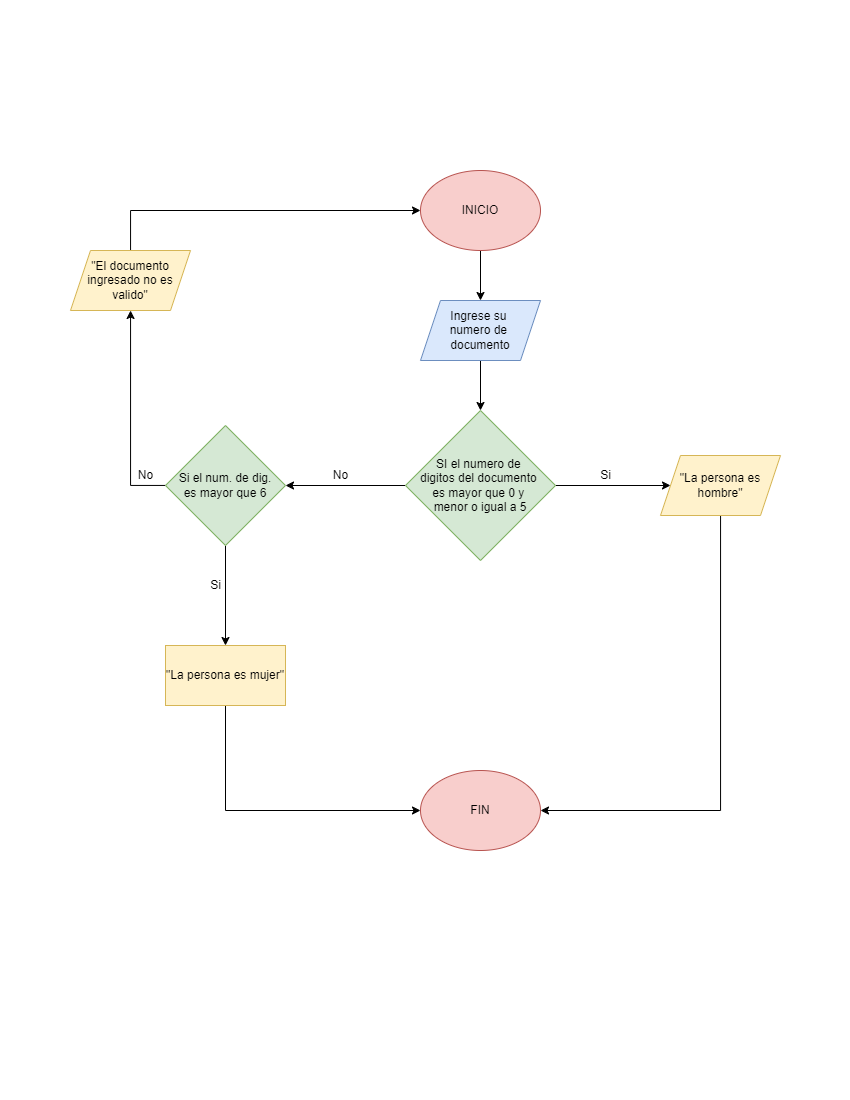 INICIO
"El documento
ingresado no es
valido"
Ingrese su
numero de
documento
SI el numero de
digitos del documento
es mayor que 0 y
menor o igual a 5
Si
"La persona es
hombre"
No
Si el num. de dig.
es mayor que 6
No
Si
"La persona es mujer"
FIN